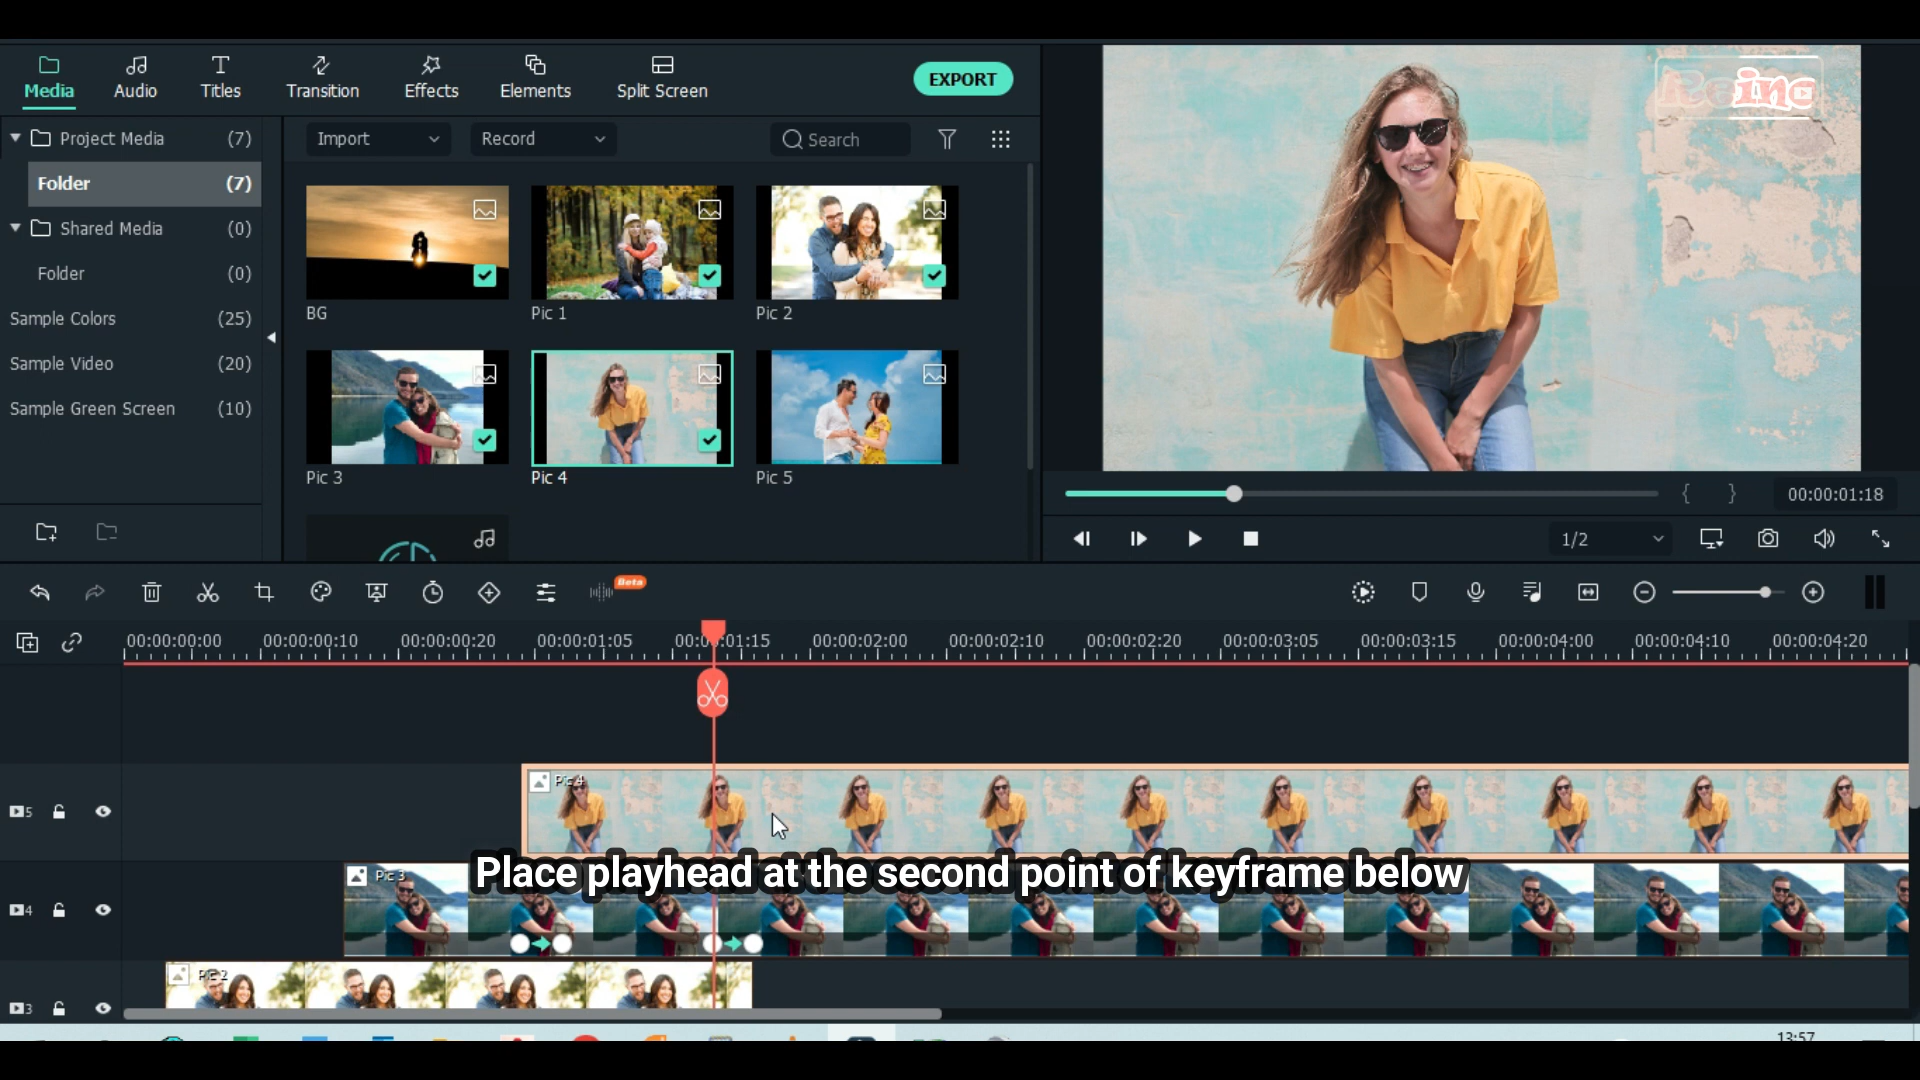 Media
Audio
Titles
Transition
Effects
Elements
Split Screen
EXPORT
Project Media (7)
Folder (7)
Shared Media (0)
Folder (0)
Sample Colors (25)
Sample Video (20)
Sample Green Screen (10)
Import
Record
Search
BG
Pic 1
Pic 2
Pic 3
Pic 4
Pic 5
inc
00:00:01:18
1/2
Beta
00:00:00:00
00:00:00:10
00:00:00:20
00:00:01:05
00:00:01:15
00:00:02:00
00:00:02:10
00:00:02:20
00:00:03:05
00:00:03:15
00:00:04:00
00:00:04:10
00:00:04:20
5
Pic 4
Place playhead at the second point of keyframe below
4
Pic 3
3
Pic 2
13:57